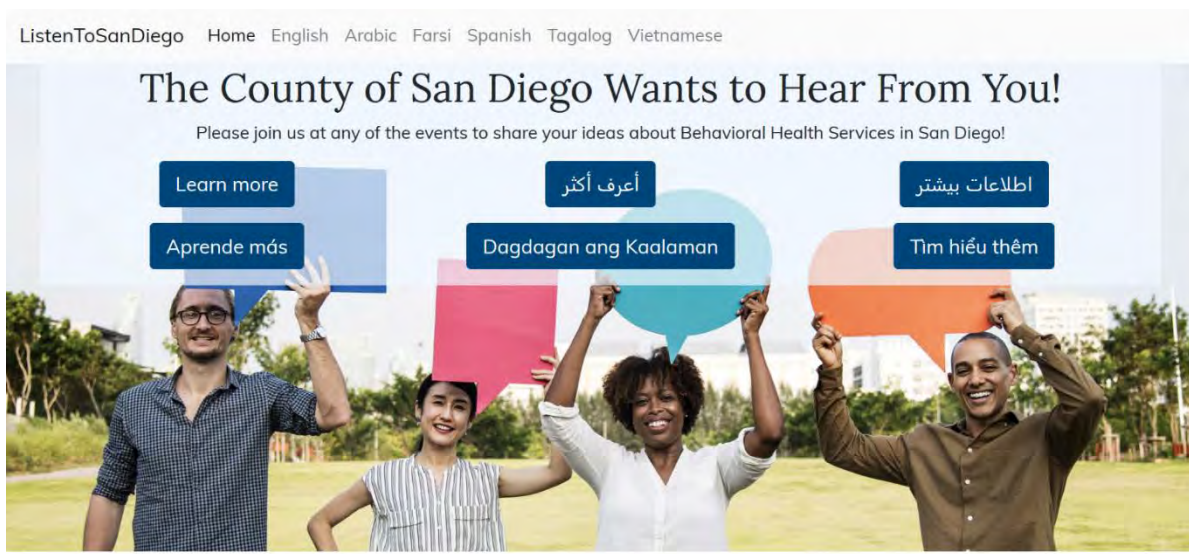 ListenToSanDiego Home English Arabic Farsi Spanish Tagalog Vietnamese
The County of San Diego Wants to Hear From You!
Please join us at any of the events to share your ideas about Behavioral Health Services in San Diego!
Learn more
أعرف أكثر
اطلاعات بیشتر
Aprende más
Dagdagan ang Kaalaman
Tìm hiểu thêm